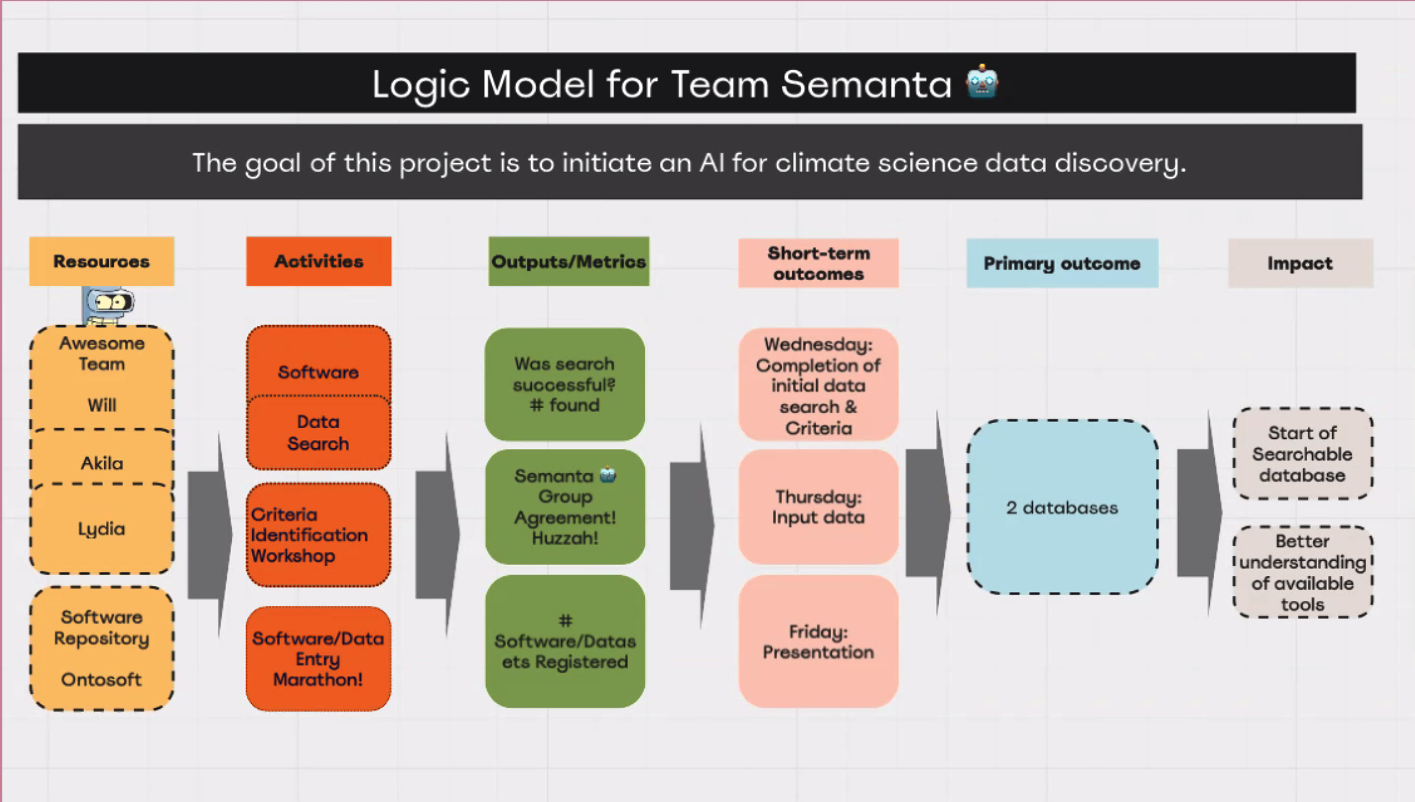 Logic Model for Team Semanta 🤖
The goal of this project is to initiate an AI for climate science data discovery.
Resources
Awesome
Team
Will
Akila
Lydia
Software
Repository
Ontosoft
Activities
Software
Data
Search
Criteria
Identification
Workshop
Software/Data
Entry
Marathon!
Outputs/Metrics
Was search
successful?
# found
Semanta 🤖
Group
Agreement!
Huzzah!
#
Software/Datas
ets Registered
Short-term
outcomes
Wednesday:
Completion of
initial data
search &
Criteria
Thursday:
Input data
Friday:
Presentation
Primary outcome
2 databases
Impact
Start of
Searchable
database
Better
understanding
of available
tools